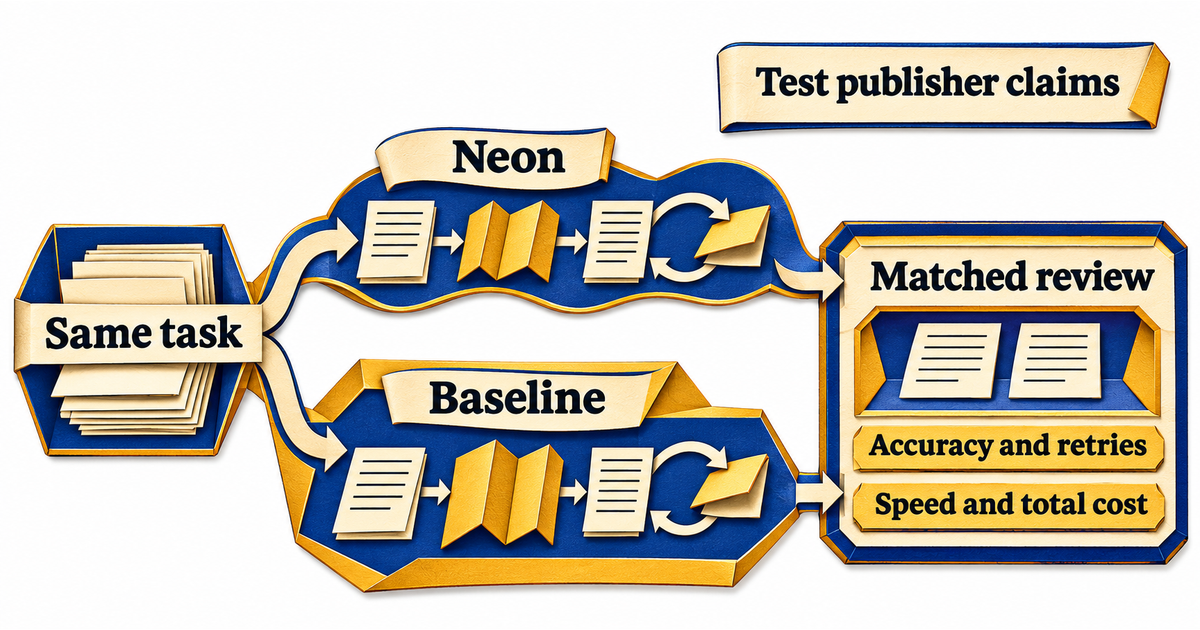 Test publisher claims
Neon
Same task
Baseline
Matched review
Accuracy and retries
Speed and total cost